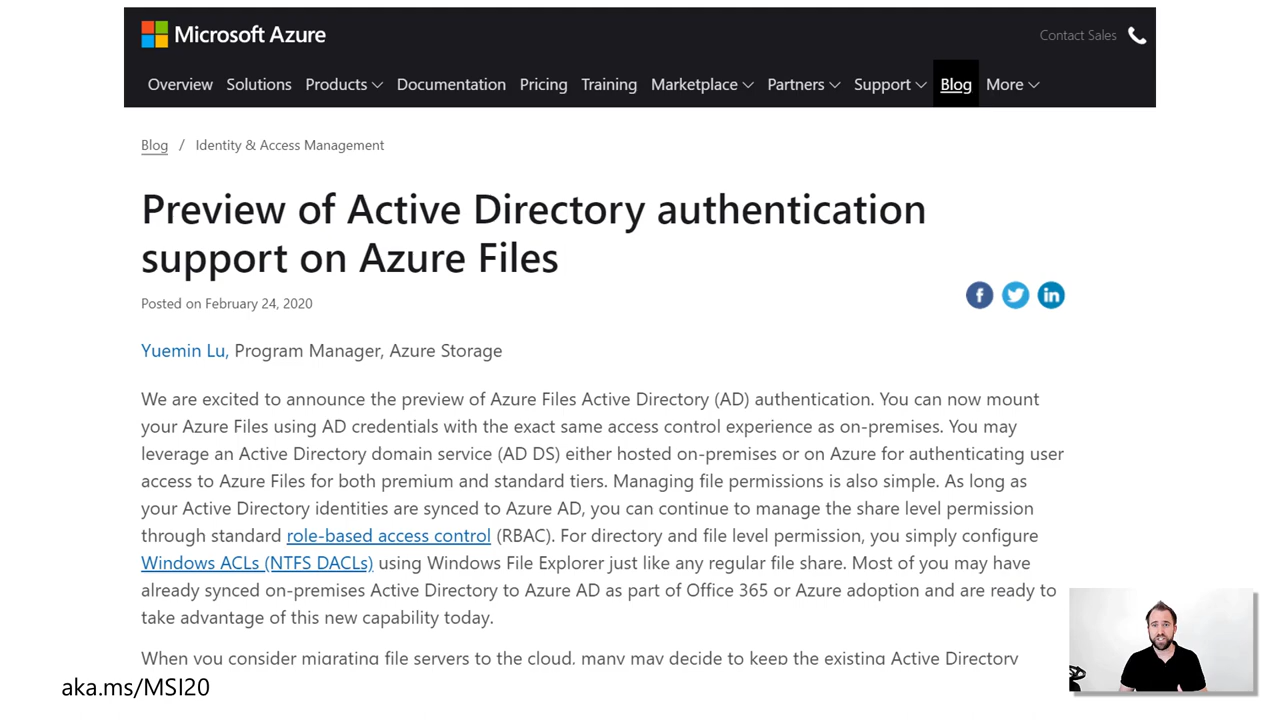 Microsoft Azure
Contact Sales
Overview Solutions Products Documentation Pricing Training Marketplace Partners Support Blog More
Blog / Identity & Access Management
Preview of Active Directory authentication
support on Azure Files
Posted on February 24, 2020
Yuemin Lu, Program Manager, Azure Storage
We are excited to announce the preview of Azure Files Active Directory (AD) authentication. You can now mount
your Azure Files using AD credentials with the exact same access control experience as on-premises. You may
leverage an Active Directory domain service (AD DS) either hosted on-premises or on Azure for authenticating user
access to Azure Files for both premium and standard tiers. Managing file permissions is also simple. As long as
your Active Directory identities are synced to Azure AD, you can continue to manage the share level permission
through standard role-based access control (RBAC). For directory and file level permission, you simply configure
Windows ACLs (NTFS DACLs) using Windows File Explorer just like any regular file share. Most of you may have
already synced on-premises Active Directory to Azure AD as part of Office 365 or Azure adoption and are ready to
take advantage of this new capability today.
When you consider migrating file servers to the cloud, many may decide to keep the existing Active Directory
aka.ms/MSI20